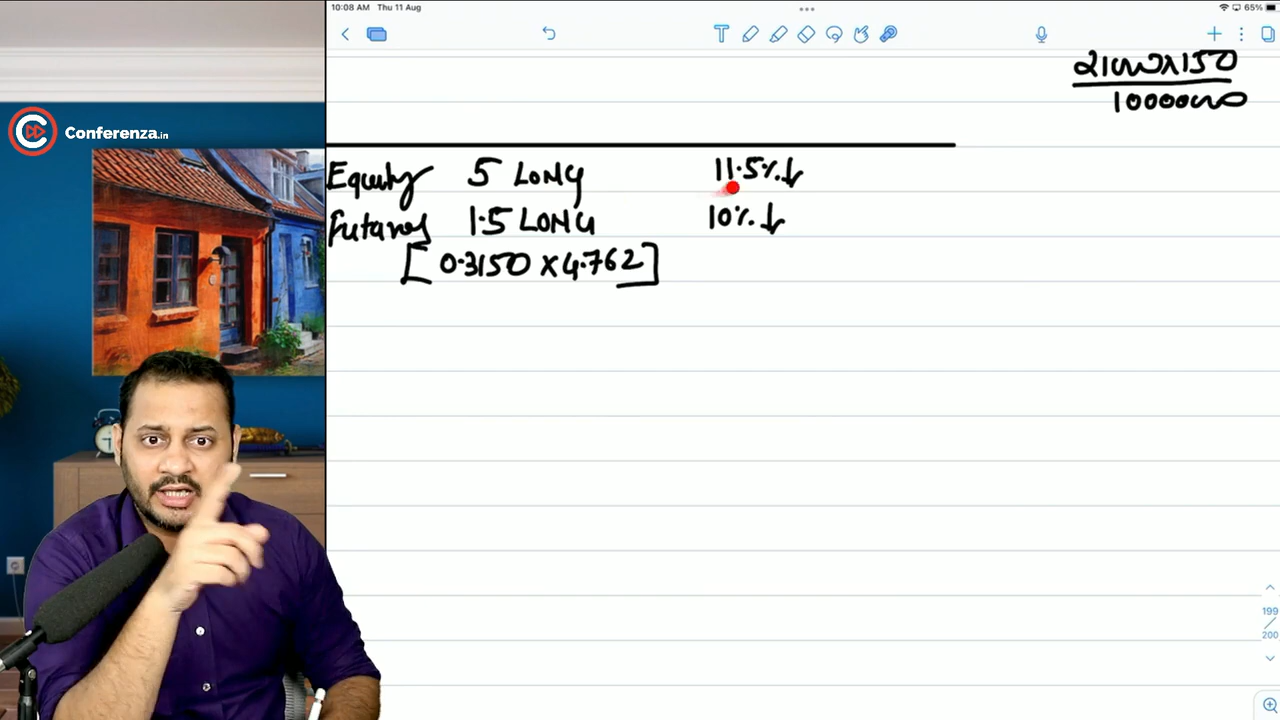 10:08 AM Thu 11 Aug
65%
Conferenza.in
21000x150
10000000
Equity 5 LONG 11.5%↓
Futures 1.5 LONG 10%↓
[0.3150 x 4.762]
199
200